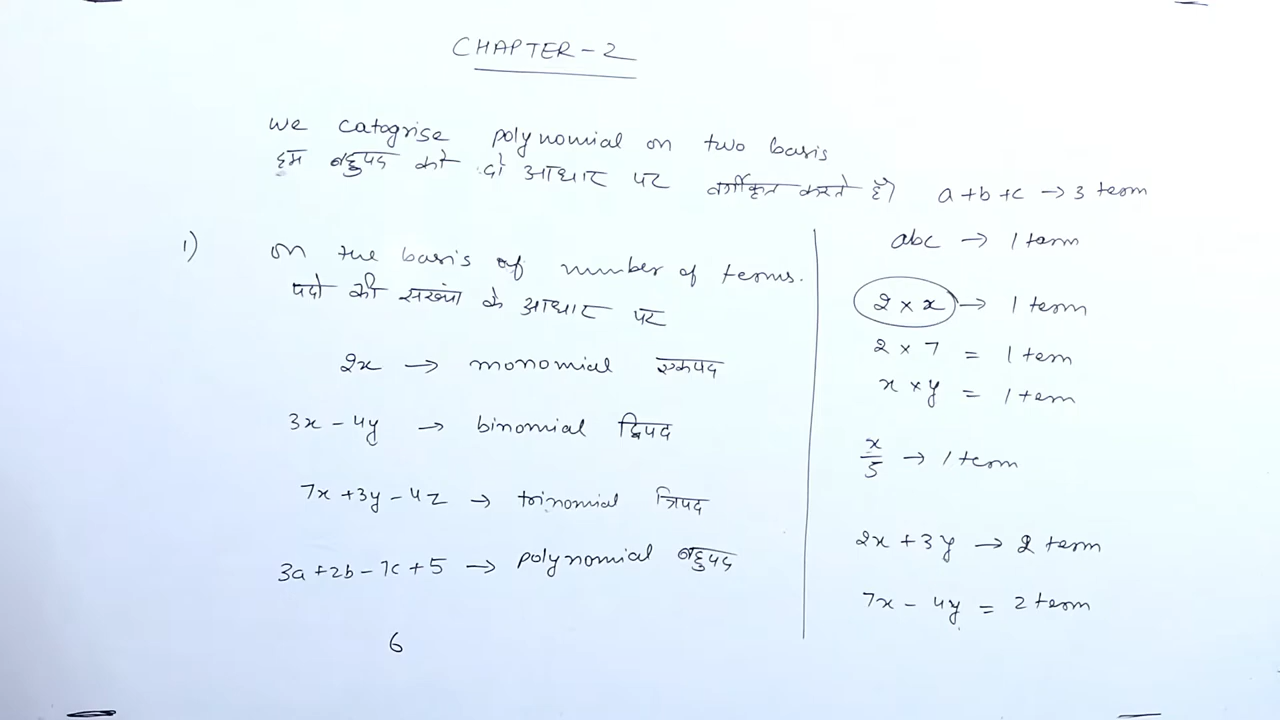 CHAPTER-2
we catogrise polynomial on two basis
हम बहुपद को दो आधार पर वर्गीकृत करते हैं।
1) on the basis of number of terms.
पदो की सख्या के आधार पर
2x → monomial एकपद
3x - 4y → binomial द्विपद
7x + 3y - 4z → trinomial त्रिपद
3a + 2b - 7c + 5 → polynomial बहुपद
6
a + b + c → 3 term
abc → 1 term
2 × x → 1 term
2 × 7 = 1 term
x × y = 1 term
x/5 → 1 term
2x + 3y → 2 term
7x - 4y = 2 term